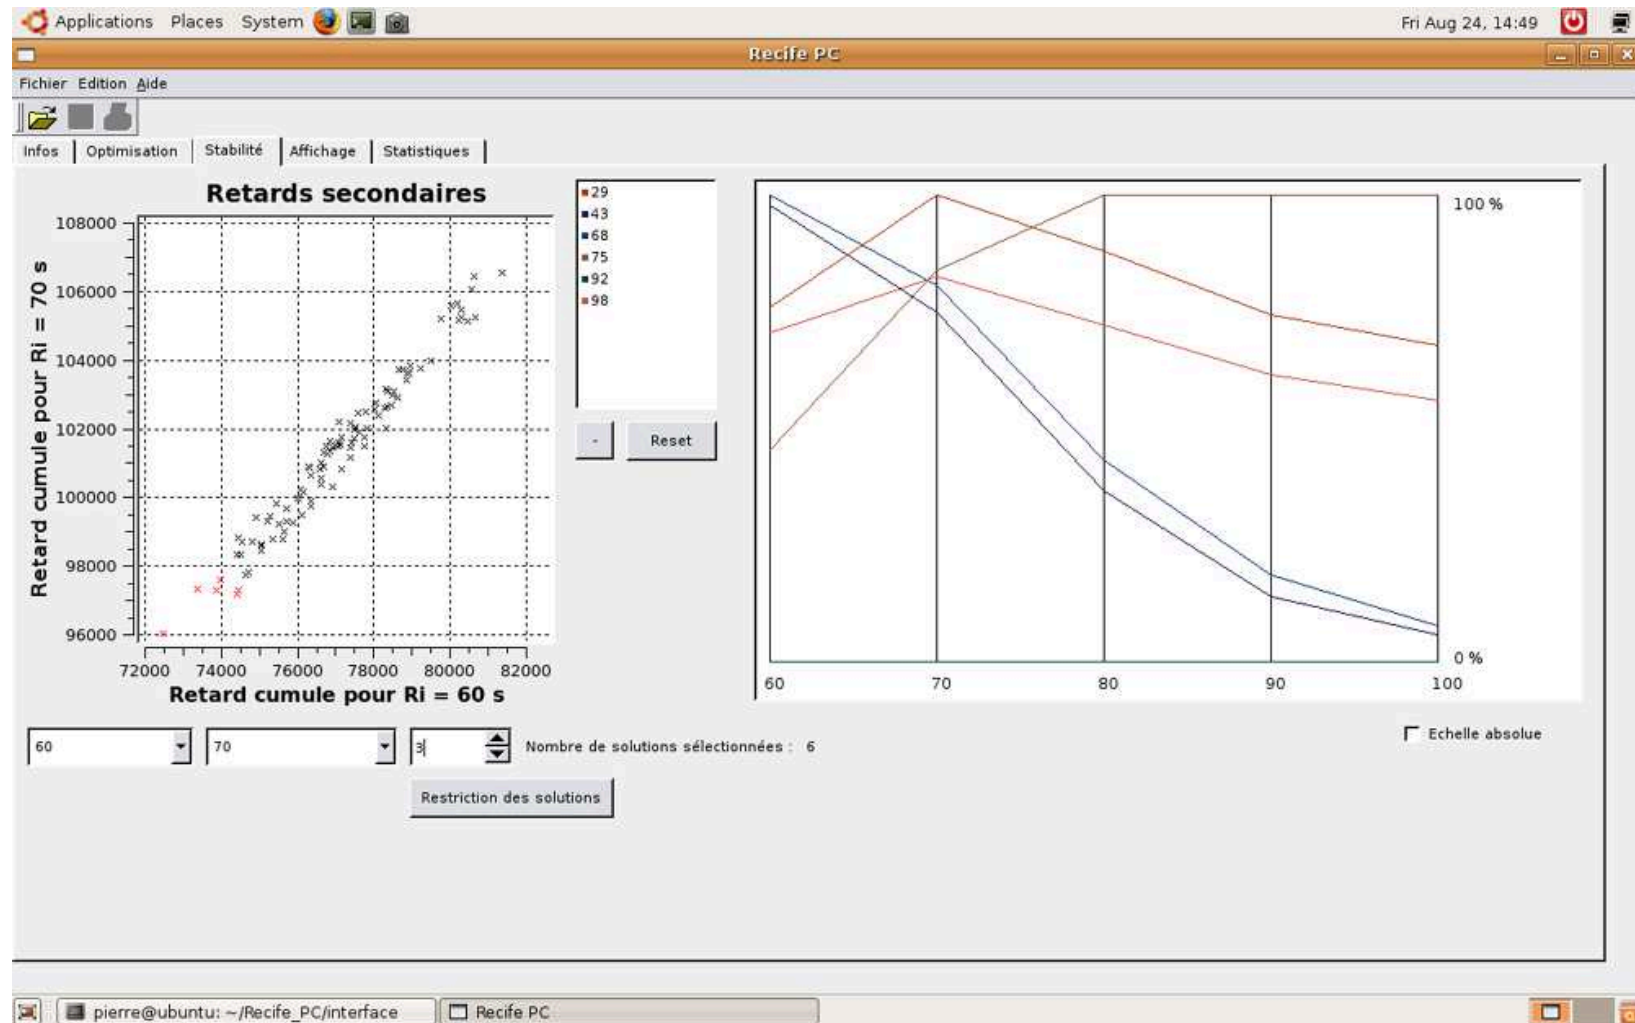 Applications Places System Fri Aug 24, 14:49
Recife PC
Fichier Edition Aide
Infos Optimisation Stabilité Affichage Statistiques
Retards secondaires
108000
106000
104000
102000
100000
98000
96000
Retard cumule pour Ri = 70 s
72000 74000 76000 78000 80000 82000
Retard cumule pour Ri = 60 s
29
43
68
75
92
98
- Reset
100 %
0 %
60 70 80 90 100
60 70 3 Nombre de solutions sélectionnées : 6
Echelle absolue
Restriction des solutions
pierre@ubuntu: ~/Recife_PC/interface Recife PC